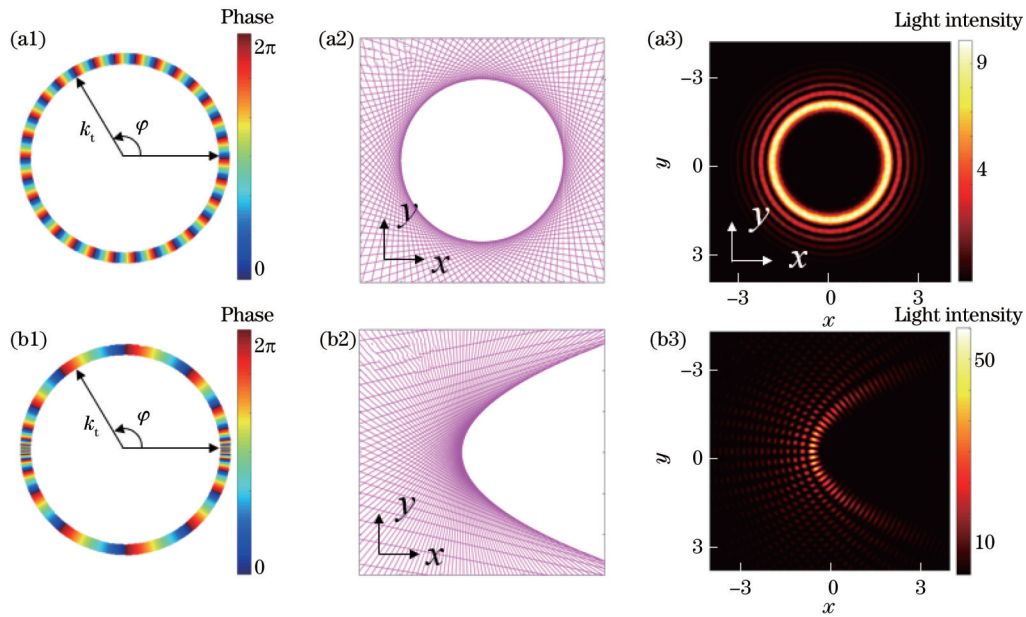 (a1)
Phase
2π
0
k_t
φ
(a2)
y
x
(a3)
Light intensity
9
4
−3
0
3
y
y
x
−3
0
3
x
(b1)
Phase
2π
0
k_t
φ
(b2)
y
x
(b3)
Light intensity
50
10
−3
0
3
y
−3
0
3
x